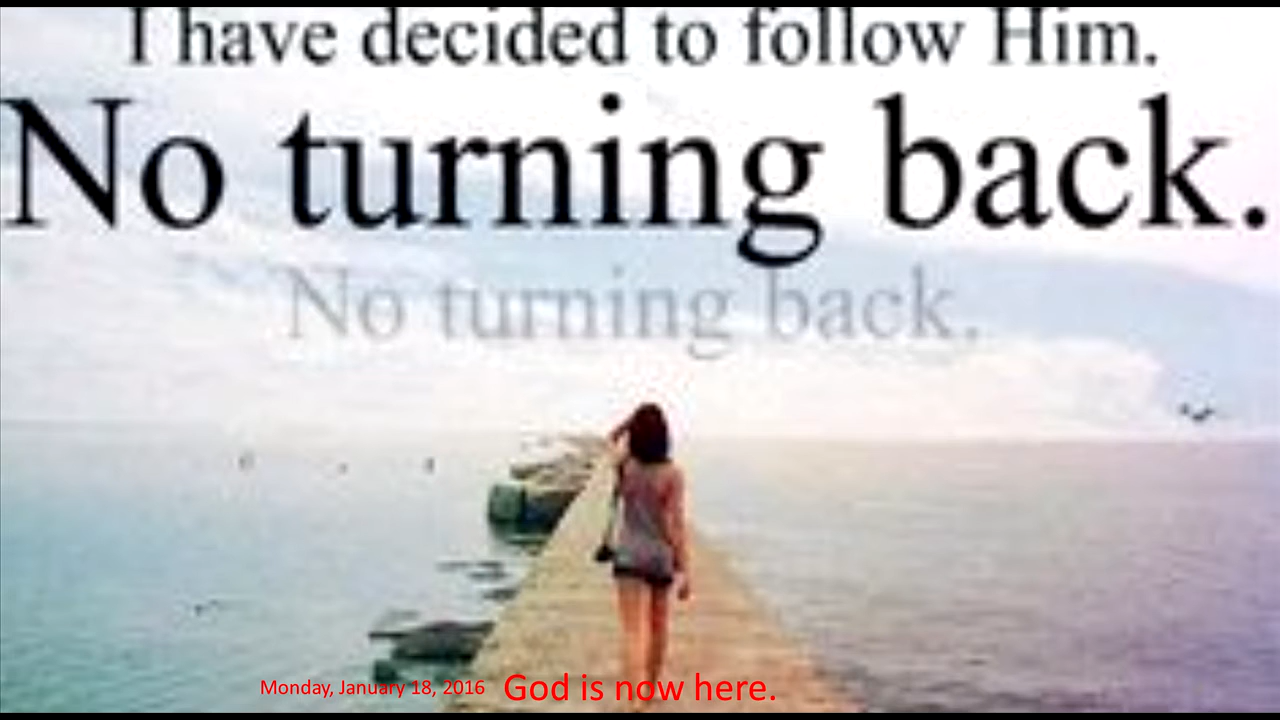 I have decided to follow Him.
No turning back.
No turning back.
Monday, January 18, 2016 God is now here.